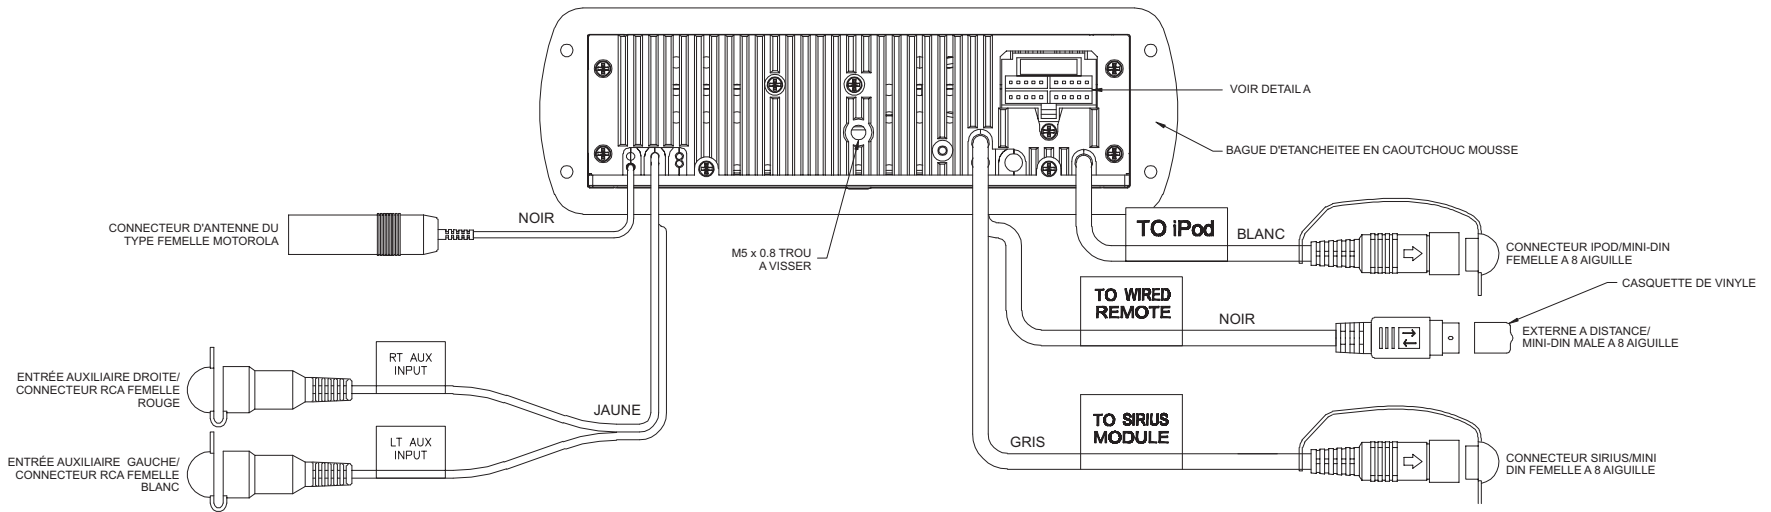 VOIR DETAIL A
BAGUE D'ETANCHEITEE EN CAOUTCHOUC MOUSSE
CONNECTEUR D'ANTENNE DU
TYPE FEMELLE MOTOROLA
NOIR
M5 x 0.8 TROU
A VISSER
TO iPod
BLANC
CONNECTEUR IPOD/MINI-DIN
FEMELLE A 8 AIGUILLE
CASQUETTE DE VINYLE
TO WIRED
REMOTE
NOIR
EXTERNE A DISTANCE/
MINI-DIN MALE A 8 AIGUILLE
RT AUX
INPUT
ENTRÉE AUXILIAIRE DROITE/
CONNECTEUR RCA FEMELLE
ROUGE
JAUNE
LT AUX
INPUT
ENTRÉE AUXILIAIRE GAUCHE/
CONNECTEUR RCA FEMELLE
BLANC
TO SIRIUS
MODULE
GRIS
CONNECTEUR SIRIUS/MINI
DIN FEMELLE A 8 AIGUILLE